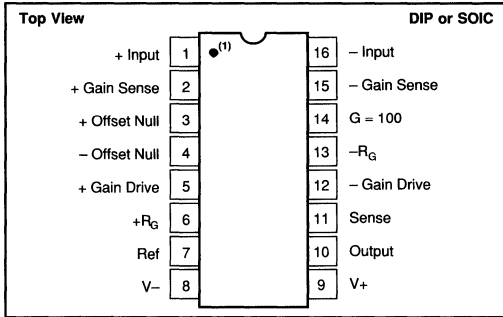 Top View DIP or SOIC
+ Input 1 (1) 16 – Input
+ Gain Sense 2 15 – Gain Sense
+ Offset Null 3 14 G = 100
– Offset Null 4 13 –RG
+ Gain Drive 5 12 – Gain Drive
+RG 6 11 Sense
Ref 7 10 Output
V– 8 9 V+